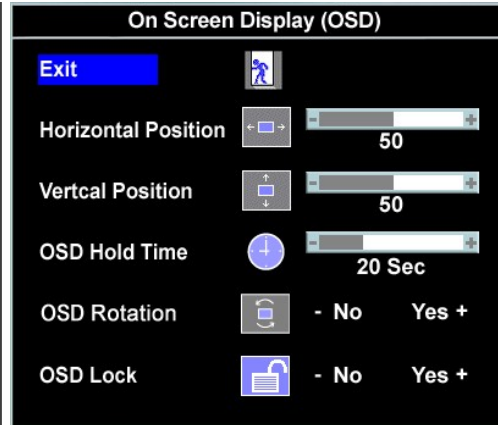 On Screen Display (OSD)
Exit
Horizontal Position - +
50
Vertcal Position - +
50
OSD Hold Time - +
20 Sec
OSD Rotation - No Yes +
OSD Lock - No Yes +